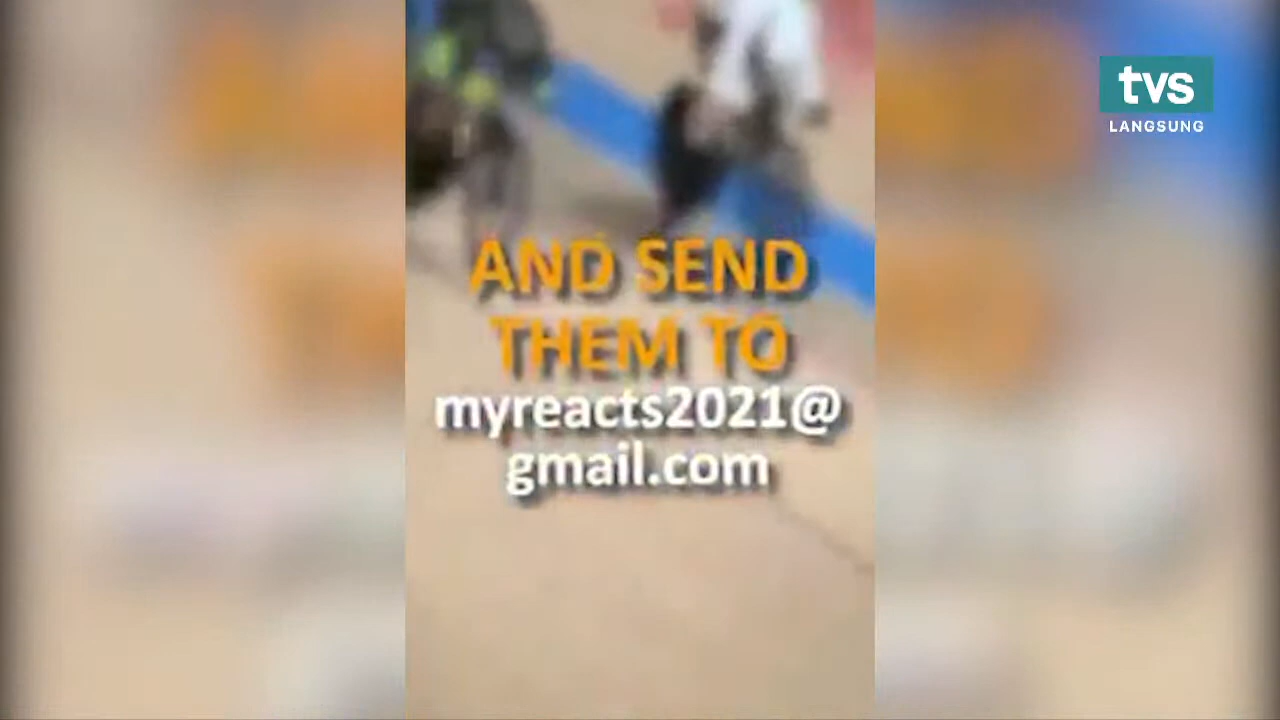 tvs
LANGSUNG
AND SEND
THEM TO
myreacts2021@
gmail.com